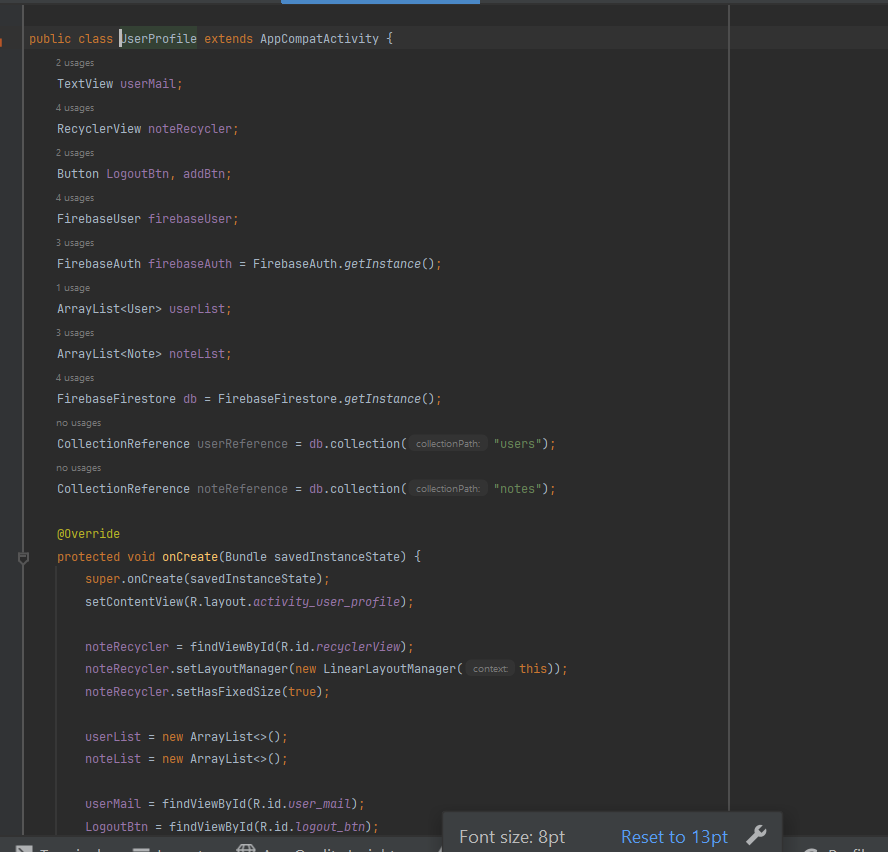 public class UserProfile extends AppCompatActivity {
2 usages
TextView userMail;
4 usages
RecyclerView noteRecycler;
2 usages
Button LogoutBtn, addBtn;
4 usages
FirebaseUser firebaseUser;
3 usages
FirebaseAuth firebaseAuth = FirebaseAuth.getInstance();
1 usage
ArrayList<User> userList;
3 usages
ArrayList<Note> noteList;
4 usages
FirebaseFirestore db = FirebaseFirestore.getInstance();
no usages
CollectionReference userReference = db.collection( collectionPath: "users");
no usages
CollectionReference noteReference = db.collection( collectionPath: "notes");
@Override
protected void onCreate(Bundle savedInstanceState) {
super.onCreate(savedInstanceState);
setContentView(R.layout.activity_user_profile);
noteRecycler = findViewById(R.id.recyclerView);
noteRecycler.setLayoutManager(new LinearLayoutManager( context: this));
noteRecycler.setHasFixedSize(true);
userList = new ArrayList<>();
noteList = new ArrayList<>();
userMail = findViewById(R.id.user_mail);
LogoutBtn = findViewById(R.id.logout_btn);
Font size: 8pt Reset to 13pt